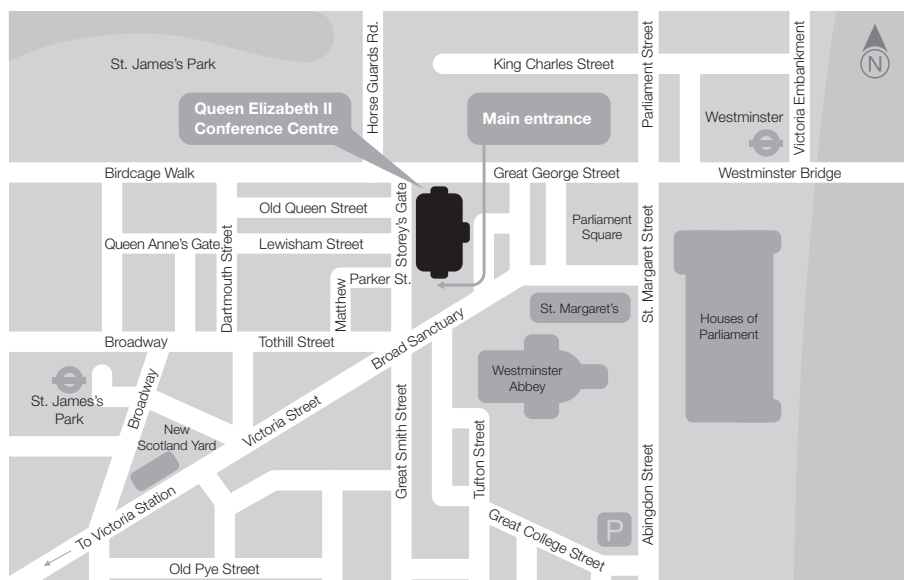 St. James's Park
Horse Guards Rd.
King Charles Street
Parliament Street
Victoria Embankment
N
Queen Elizabeth II
Conference Centre
Main entrance
Westminster
Birdcage Walk
Great George Street
Westminster Bridge
Old Queen Street
Storey's Gate
Parliament
Square
St. Margaret Street
Queen Anne's Gate
Dartmouth Street
Lewisham Street
Parker St.
Matthew
St. Margaret's
Houses of
Parliament
Broadway
Tothill Street
Broad Sanctuary
Westminster
Abbey
St. James's
Park
Broadway
New
Scotland Yard
Victoria Street
Great Smith Street
Tufton Street
Abingdon Street
To Victoria Station
Great College Street
P
Old Pye Street